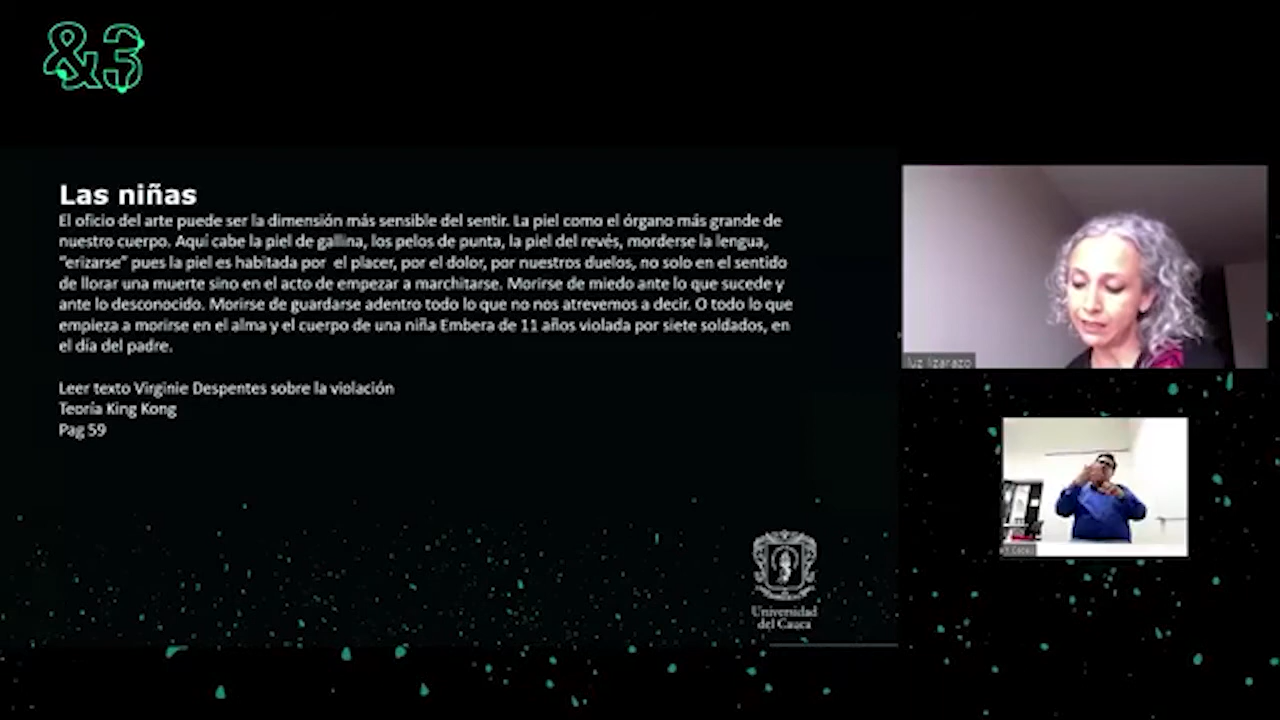 &3
Las niñas
El oficio del arte puede ser la dimensión más sensible del sentir. La piel como el órgano más grande de
nuestro cuerpo. Aquí cabe la piel de gallina, los pelos de punta, la piel del revés, morderse la lengua,
“erizarse” pues la piel es habitada por el placer, por el dolor, por nuestros duelos, no solo en el sentido
de llorar una muerte sino en el acto de empezar a marchitarse. Morirse de miedo ante lo que sucede y
ante lo desconocido. Morirse de guardarse adentro todo lo que no nos atrevemos a decir. O todo lo que
empieza a morirse en el alma y el cuerpo de una niña Embera de 11 años violada por siete soldados, en
el día del padre.
Leer texto Virginie Despentes sobre la violación
Teoría King Kong
Pag 59
Universidad
del Cauca
luz lizarazo